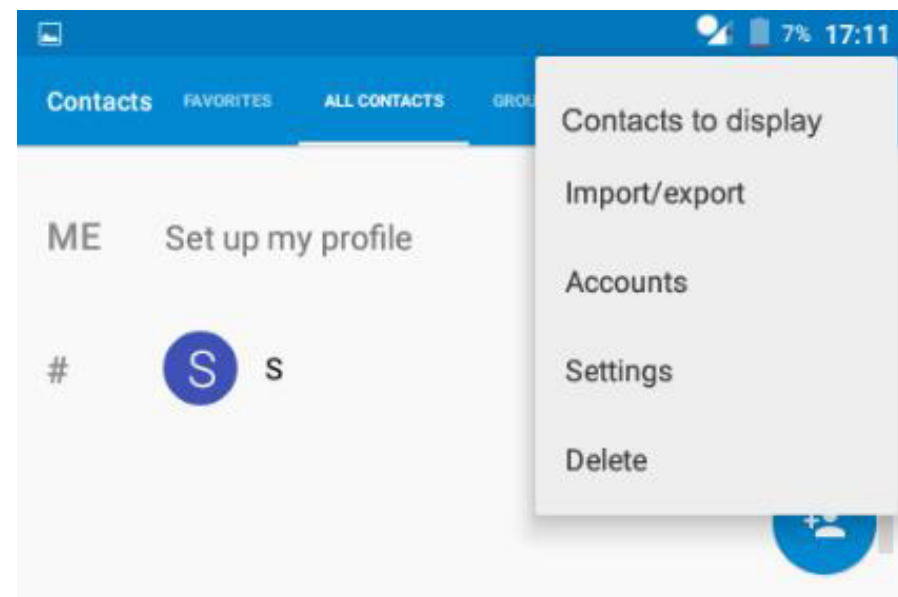 7% 17:11
Contacts FAVORITES ALL CONTACTS
Contacts to display
Import/export
ME Set up my profile
Accounts
# S S
Settings
Delete